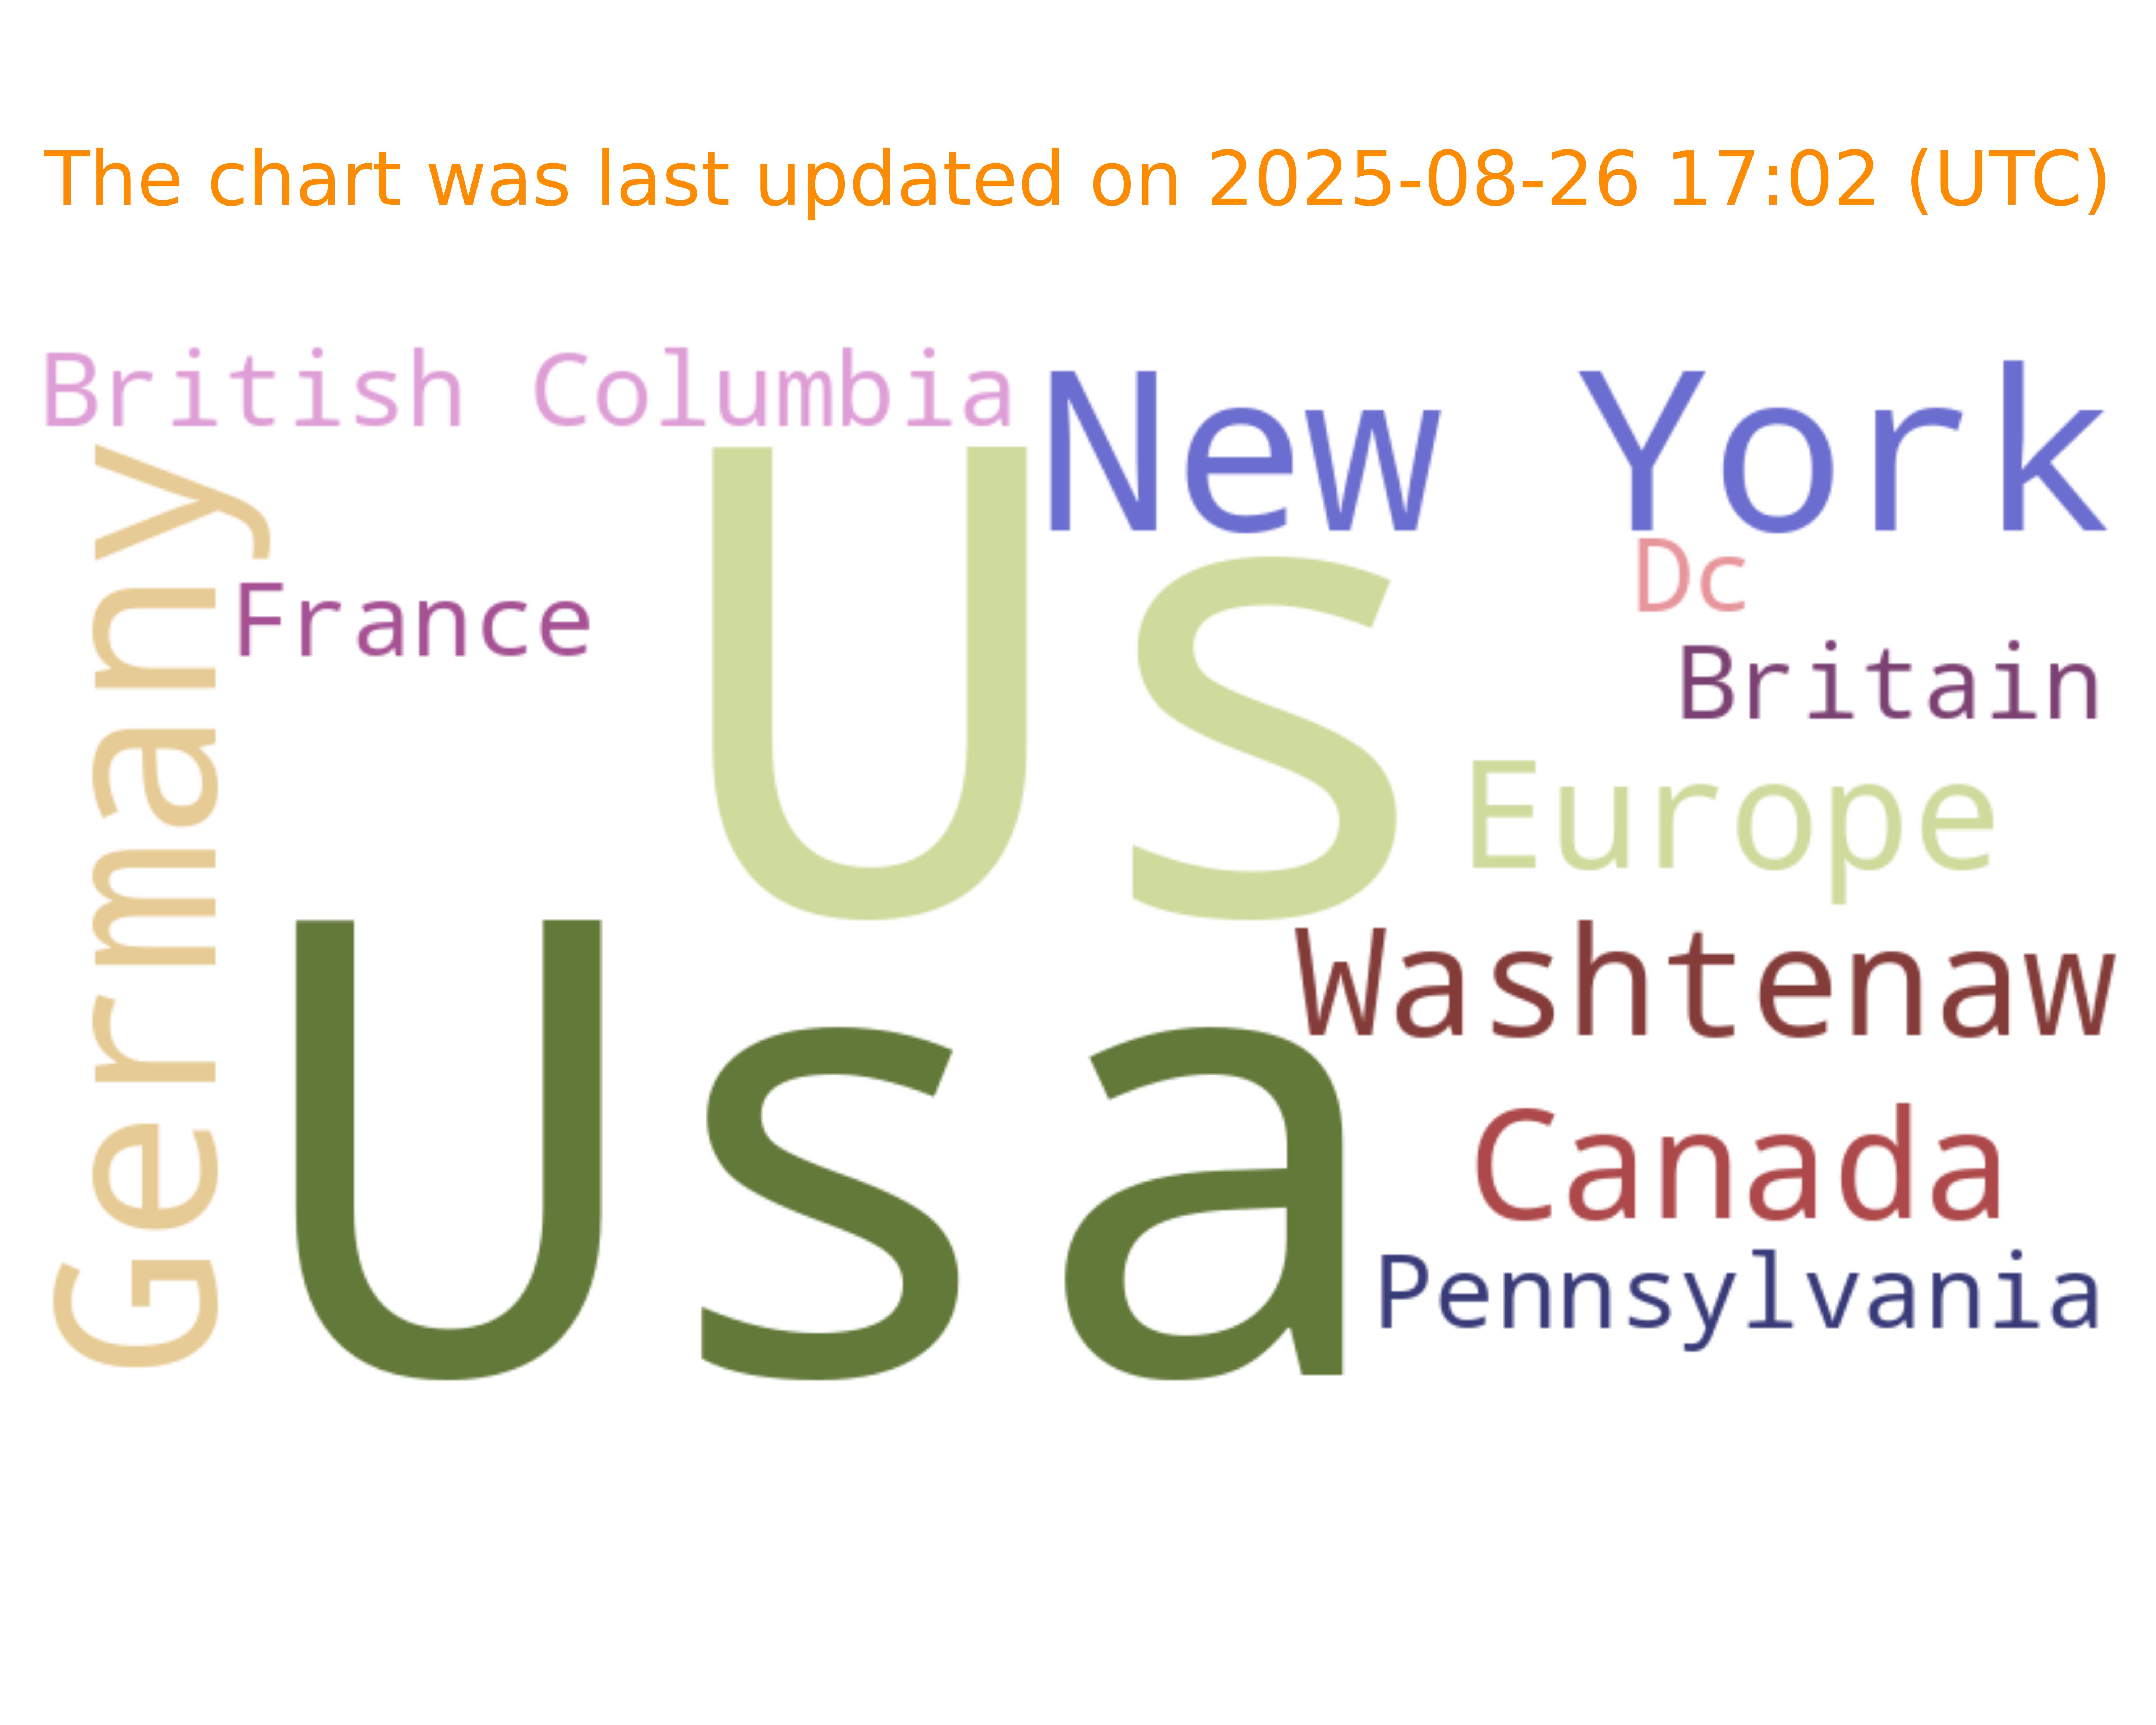 The chart was last updated on 2025-08-26 17:02 (UTC)
British Columbia
New York
Us
Germany
France
Dc
Britain
Europe
Usa
Washtenaw
Canada
Pennsylvania